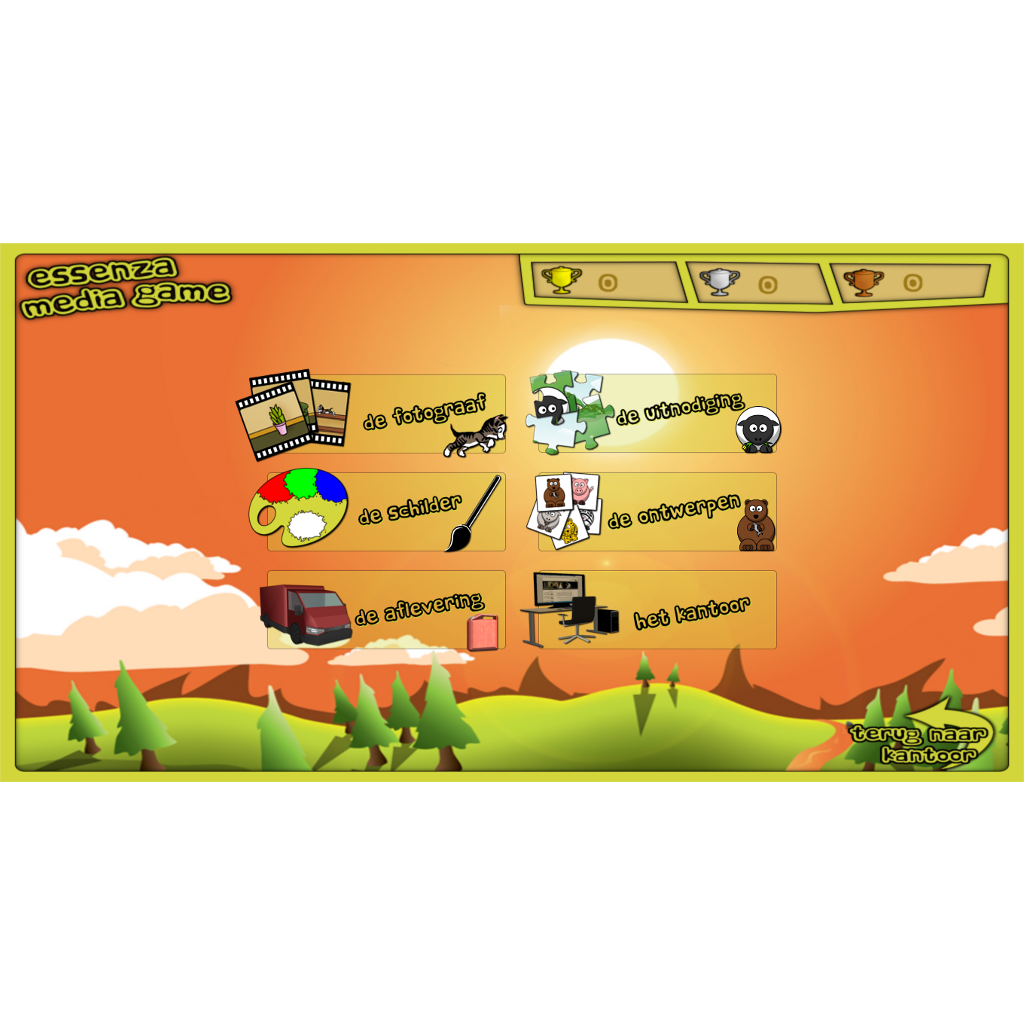 essenza
media game
0
0
0
de fotograaf
de uitnodiging
de schilder
de ontwerpen
de aflevering
het kantoor
terug naar
kantoor